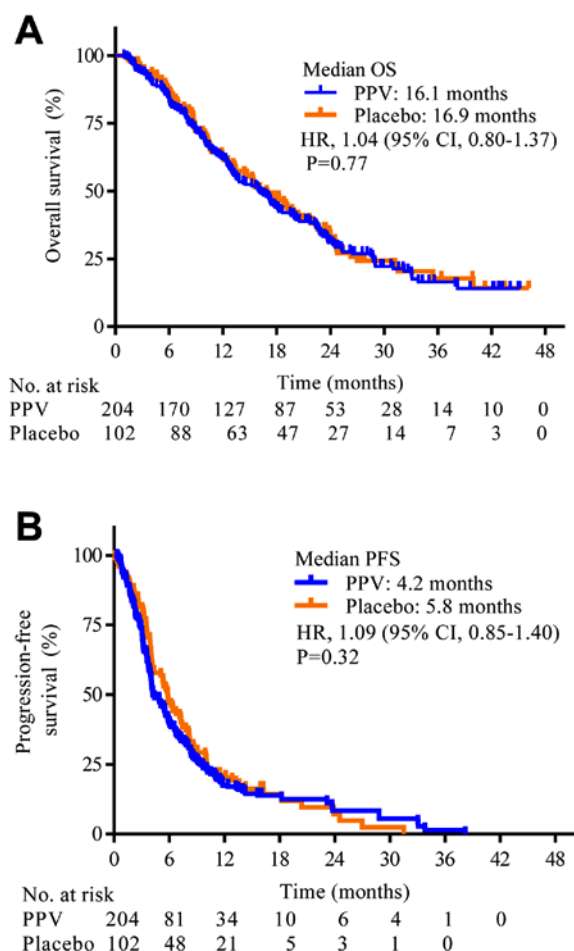 A
Median OS
PPV: 16.1 months
Placebo: 16.9 months
HR, 1.04 (95% CI, 0.80-1.37)
P=0.77
Overall survival (%)
100
75
50
25
0
0 6 12 18 24 30 36 42 48
Time (months)
No. at risk
PPV 204 170 127 87 53 28 14 10 0
Placebo 102 88 63 47 27 14 7 3 0
B
Median PFS
PPV: 4.2 months
Placebo: 5.8 months
HR, 1.09 (95% CI, 0.85-1.40)
P=0.32
Progression-free
survival (%)
100
75
50
25
0
0 6 12 18 24 30 36 42 48
Time (months)
No. at risk
PPV 204 81 34 10 6 4 1 0
Placebo 102 48 21 5 3 1 0